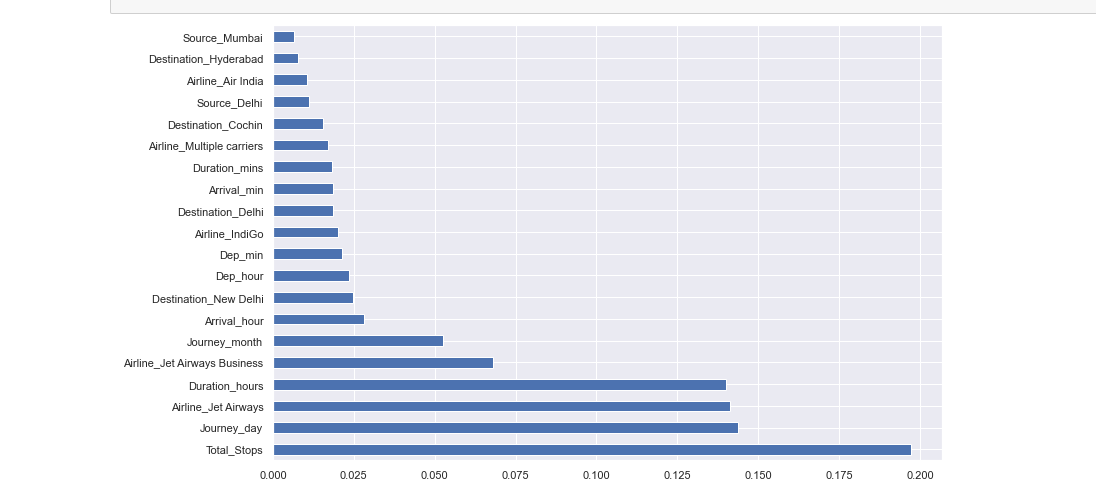 Source_Mumbai
Destination_Hyderabad
Airline_Air India
Source_Delhi
Destination_Cochin
Airline_Multiple carriers
Duration_mins
Arrival_min
Destination_Delhi
Airline_IndiGo
Dep_min
Dep_hour
Destination_New Delhi
Arrival_hour
Journey_month
Airline_Jet Airways Business
Duration_hours
Airline_Jet Airways
Journey_day
Total_Stops
0.000 0.025 0.050 0.075 0.100 0.125 0.150 0.175 0.200